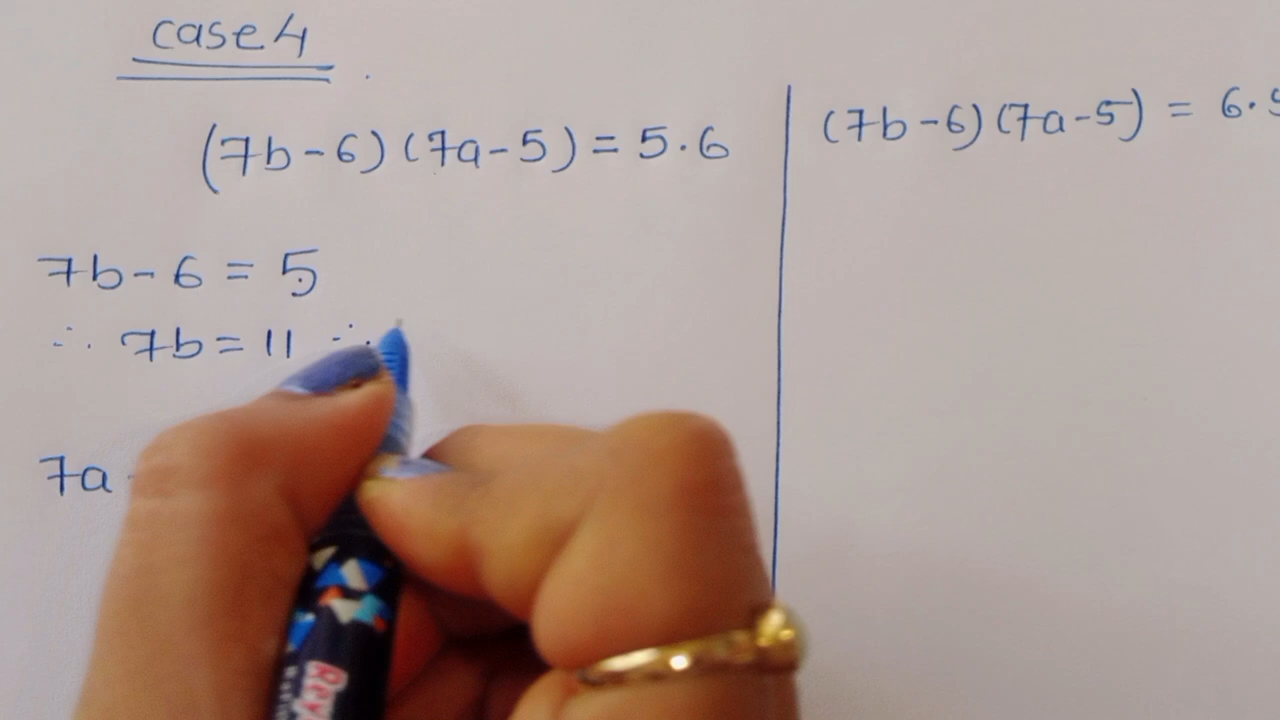 case 4
(7b-6)(7a-5) = 5.6
7b-6 = 5
∴ 7b = 11 ∴
7a
(7b-6)(7a-5) = 6.5